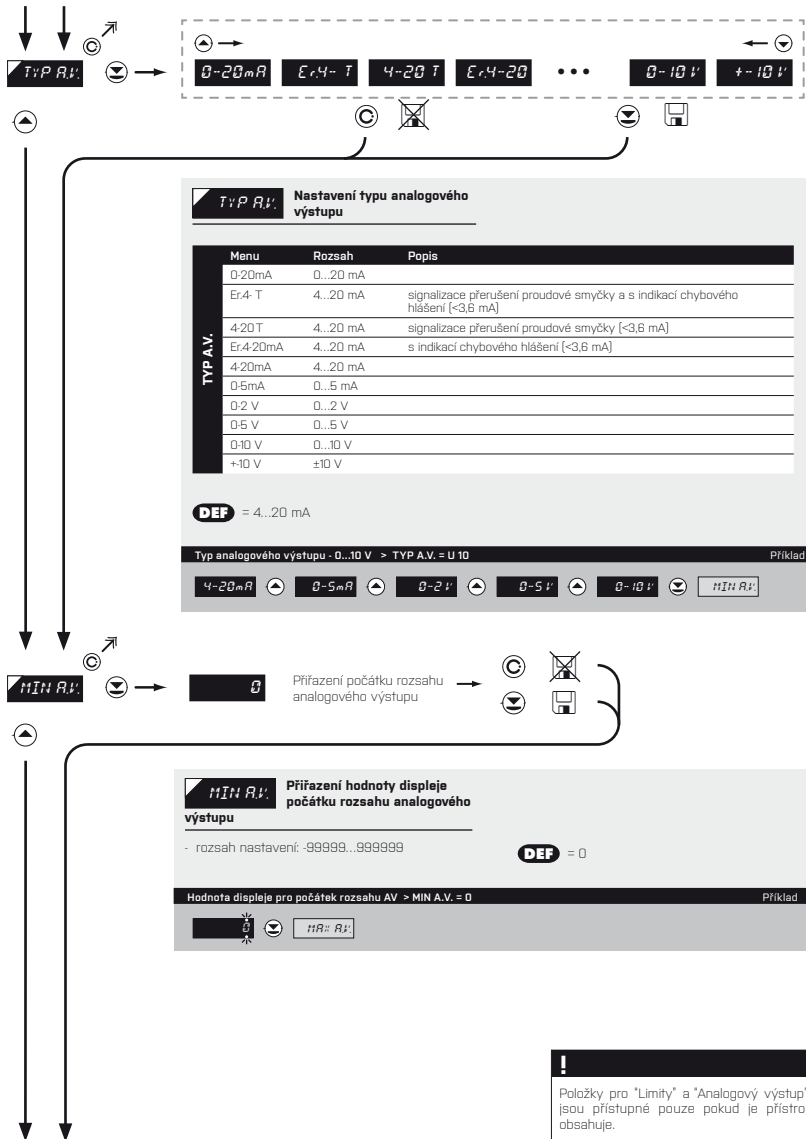 TYP A.V.
0-20mA Er.4- T 4-20 T Er.4-20 ••• 0-10 V +-10 V
TYP A.V. Nastavení typu analogového
výstupu
TYP A.V.
Menu Rozsah Popis
0-20mA 0...20 mA
Er.4- T 4...20 mA signalizace přerušení proudové smyčky a s indikací chybového
hlášení (<3,6 mA)
4-20 T 4...20 mA signalizace přerušení proudové smyčky (<3,6 mA)
Er.4-20mA 4...20 mA s indikací chybového hlášení (<3,6 mA)
4-20mA 4...20 mA
0-5mA 0...5 mA
0-2 V 0...2 V
0-5 V 0...5 V
0-10 V 0...10 V
+-10 V ±10 V
DEF = 4...20 mA
Typ analogového výstupu - 0...10 V > TYP A.V. = U 10 Příklad
4-20mA 0-5mA 0-2 V 0-5 V 0-10 V MIN A.V.
MIN A.V. 0 Přiřazení počátku rozsahu
analogového výstupu
MIN A.V. Přiřazení hodnoty displeje
počátku rozsahu analogového
výstupu
- rozsah nastavení: -99999...999999 DEF = 0
Hodnota displeje pro počátek rozsahu AV > MIN A.V. = 0 Příklad
0 MAX A.V.
!
Položky pro "Limity" a "Analogový výstup"
jsou přístupné pouze pokud je přístro
obsahuje.